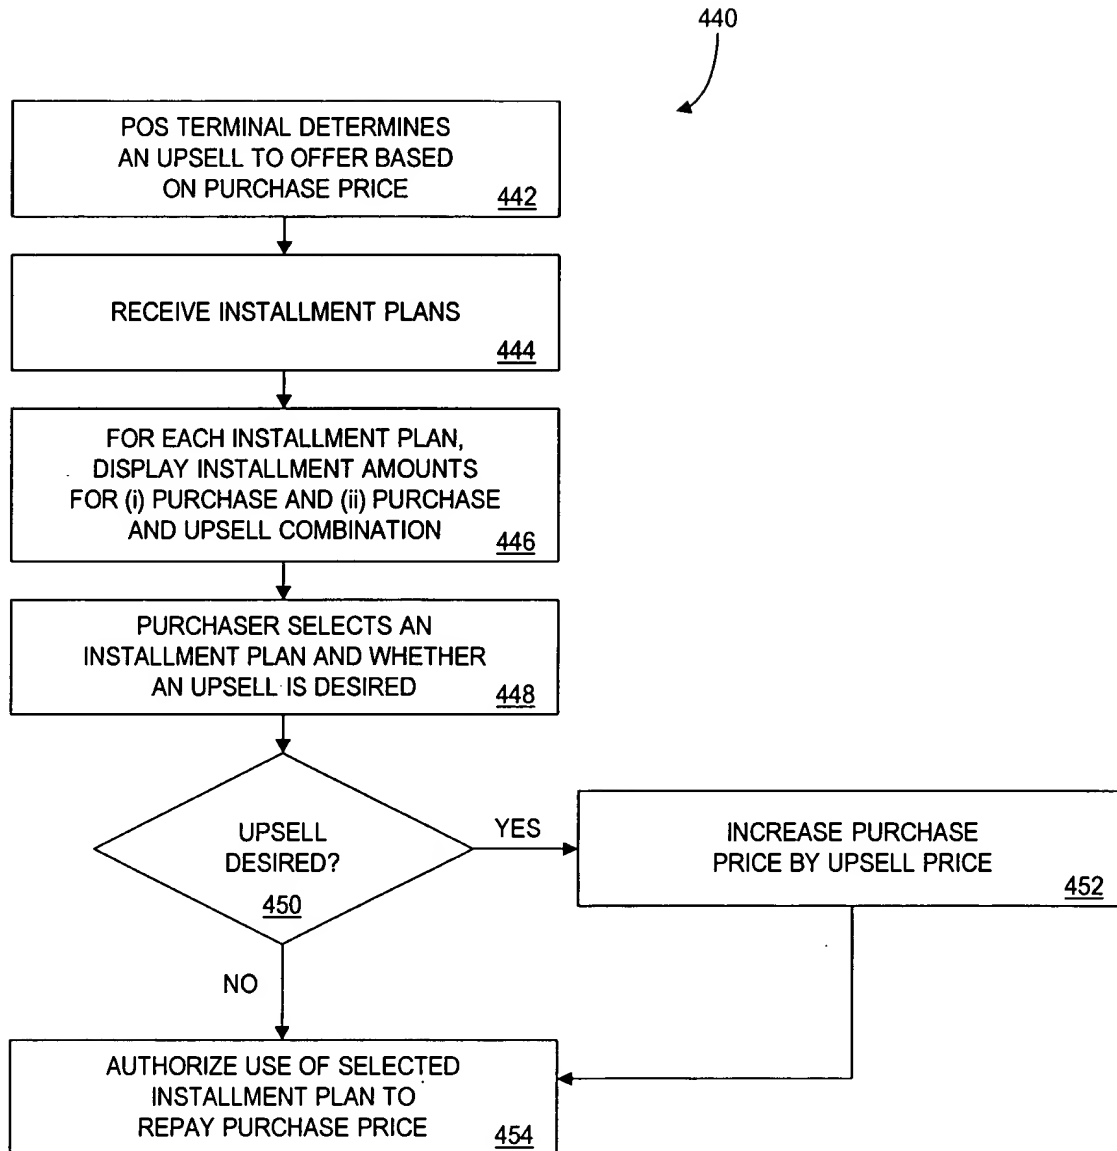 440
POS TERMINAL DETERMINES
AN UPSELL TO OFFER BASED
ON PURCHASE PRICE
442
RECEIVE INSTALLMENT PLANS
444
FOR EACH INSTALLMENT PLAN,
DISPLAY INSTALLMENT AMOUNTS
FOR (i) PURCHASE AND (ii) PURCHASE
AND UPSELL COMBINATION
446
PURCHASER SELECTS AN
INSTALLMENT PLAN AND WHETHER
AN UPSELL IS DESIRED
448
UPSELL
DESIRED?
450
YES
INCREASE PURCHASE
PRICE BY UPSELL PRICE
452
NO
AUTHORIZE USE OF SELECTED
INSTALLMENT PLAN TO
REPAY PURCHASE PRICE
454